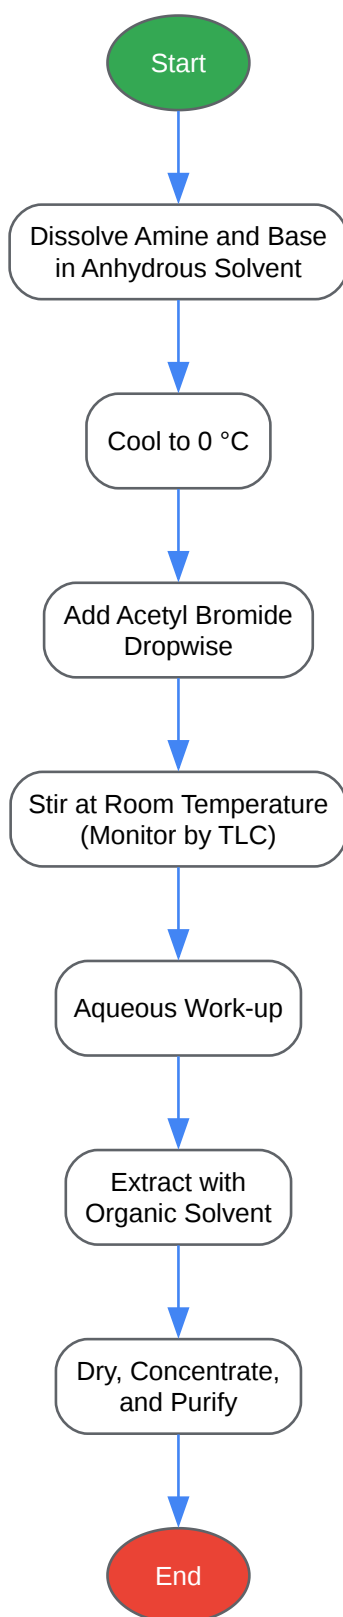 Start
Dissolve Amine and Base
in Anhydrous Solvent
Cool to 0 °C
Add Acetyl Bromide
Dropwise
Stir at Room Temperature
(Monitor by TLC)
Aqueous Work-up
Extract with
Organic Solvent
Dry, Concentrate,
and Purify
End